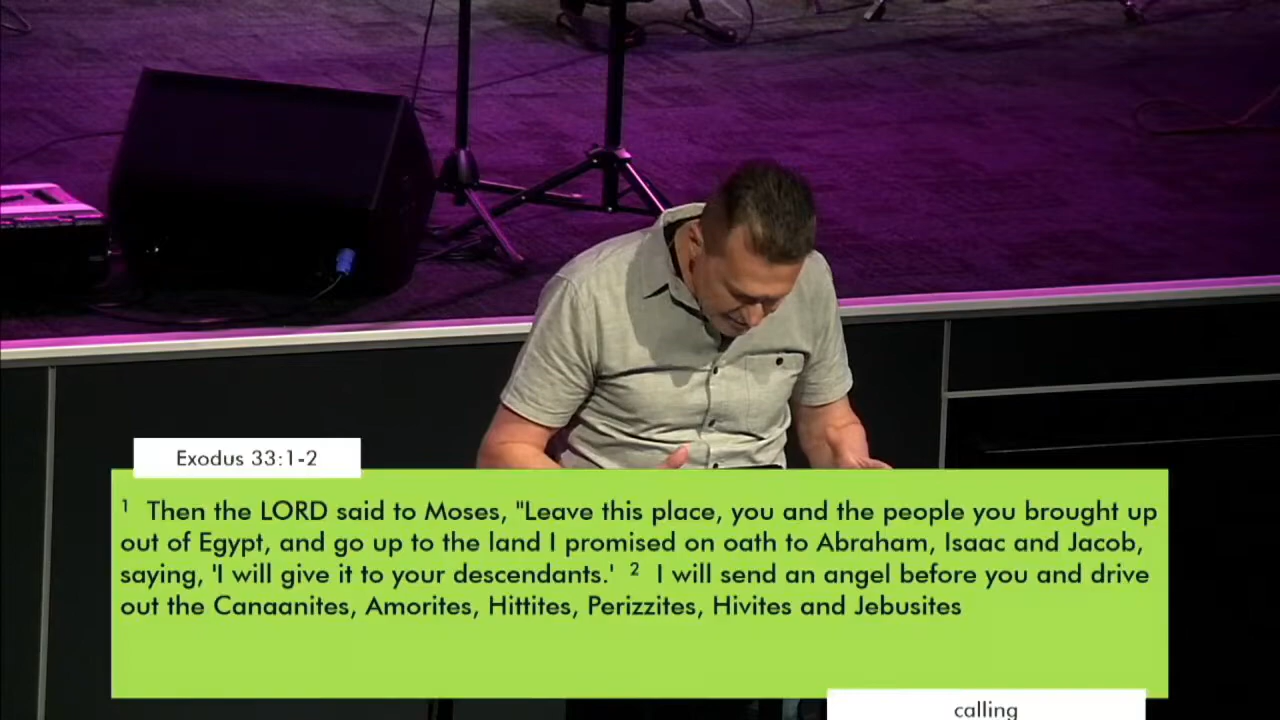 Exodus 33:1-2
¹ Then the LORD said to Moses, "Leave this place, you and the people you brought up
out of Egypt, and go up to the land I promised on oath to Abraham, Isaac and Jacob,
saying, 'I will give it to your descendants.' ² I will send an angel before you and drive
out the Canaanites, Amorites, Hittites, Perizzites, Hivites and Jebusites
calling